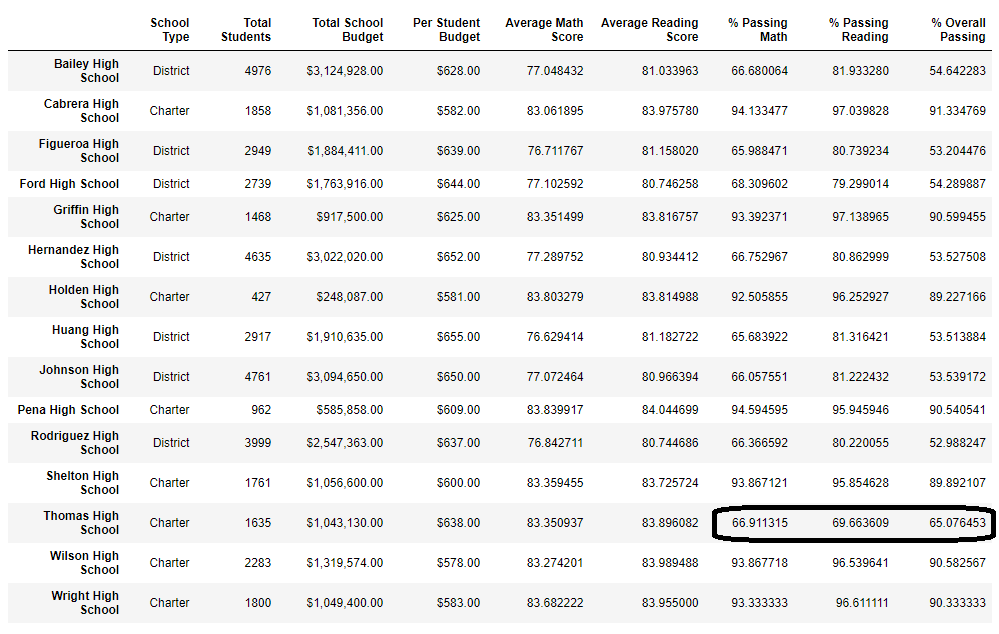 School Type Total Students Total School Budget Per Student Budget Average Math Score Average Reading Score % Passing Math % Passing Reading % Overall Passing
Bailey High School District 4976 $3,124,928.00 $628.00 77.048432 81.033963 66.680064 81.933280 54.642283
Cabrera High School Charter 1858 $1,081,356.00 $582.00 83.061895 83.975780 94.133477 97.039828 91.334769
Figueroa High School District 2949 $1,884,411.00 $639.00 76.711767 81.158020 65.988471 80.739234 53.204476
Ford High School District 2739 $1,763,916.00 $644.00 77.102592 80.746258 68.309602 79.299014 54.289887
Griffin High School Charter 1468 $917,500.00 $625.00 83.351499 83.816757 93.392371 97.138965 90.599455
Hernandez High School District 4635 $3,022,020.00 $652.00 77.289752 80.934412 66.752967 80.862999 53.527508
Holden High School Charter 427 $248,087.00 $581.00 83.803279 83.814988 92.505855 96.252927 89.227166
Huang High School District 2917 $1,910,635.00 $655.00 76.629414 81.182722 65.683922 81.316421 53.513884
Johnson High School District 4761 $3,094,650.00 $650.00 77.072464 80.966394 66.057551 81.222432 53.539172
Pena High School Charter 962 $585,858.00 $609.00 83.839917 84.044699 94.594595 95.945946 90.540541
Rodriguez High School District 3999 $2,547,363.00 $637.00 76.842711 80.744686 66.366592 80.220055 52.988247
Shelton High School Charter 1761 $1,056,600.00 $600.00 83.359455 83.725724 93.867121 95.854628 89.892107
Thomas High School Charter 1635 $1,043,130.00 $638.00 83.350937 83.896082 66.911315 69.663609 65.076453
Wilson High School Charter 2283 $1,319,574.00 $578.00 83.274201 83.989488 93.867718 96.539641 90.582567
Wright High School Charter 1800 $1,049,400.00 $583.00 83.682222 83.955000 93.333333 96.611111 90.333333